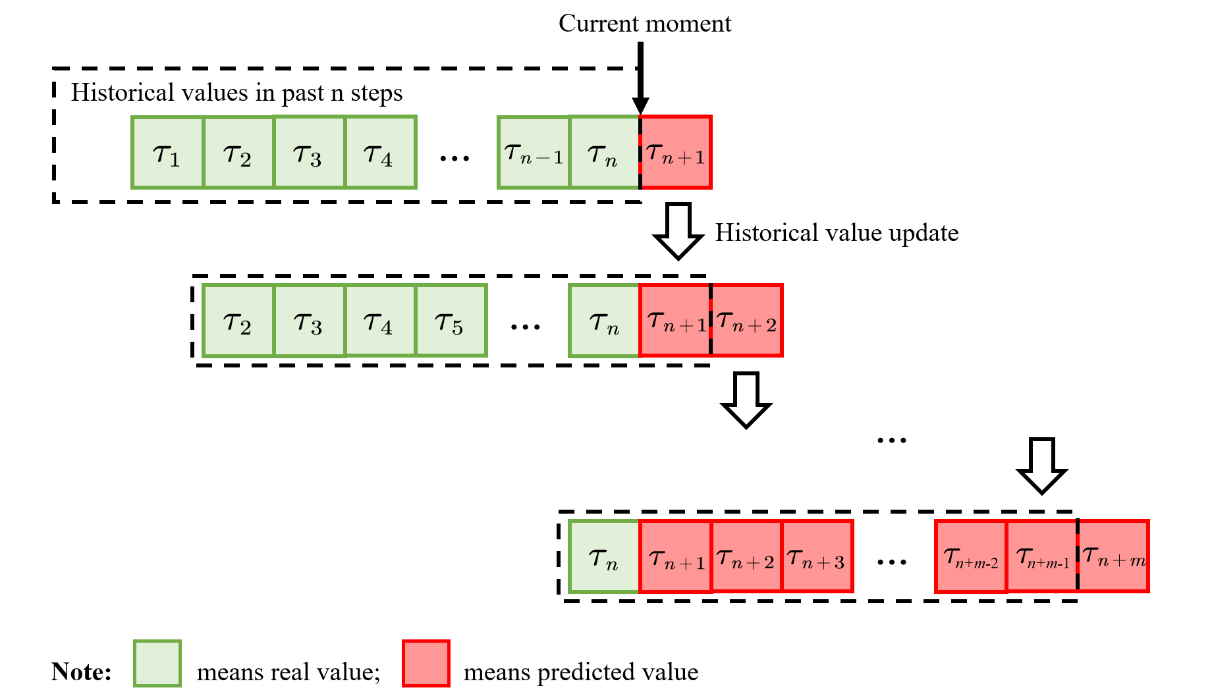 Current moment
Historical values in past n steps
τ₁ τ₂ τ₃ τ₄ ... τₙ₋₁ τₙ τₙ₊₁
Historical value update
τ₂ τ₃ τ₄ τ₅ ... τₙ τₙ₊₁ τₙ₊₂
...
τₙ τₙ₊₁ τₙ₊₂ τₙ₊₃ ... τₙ₊ₘ₋₂ τₙ₊ₘ₋₁ τₙ₊ₘ
Note: means real value; means predicted value